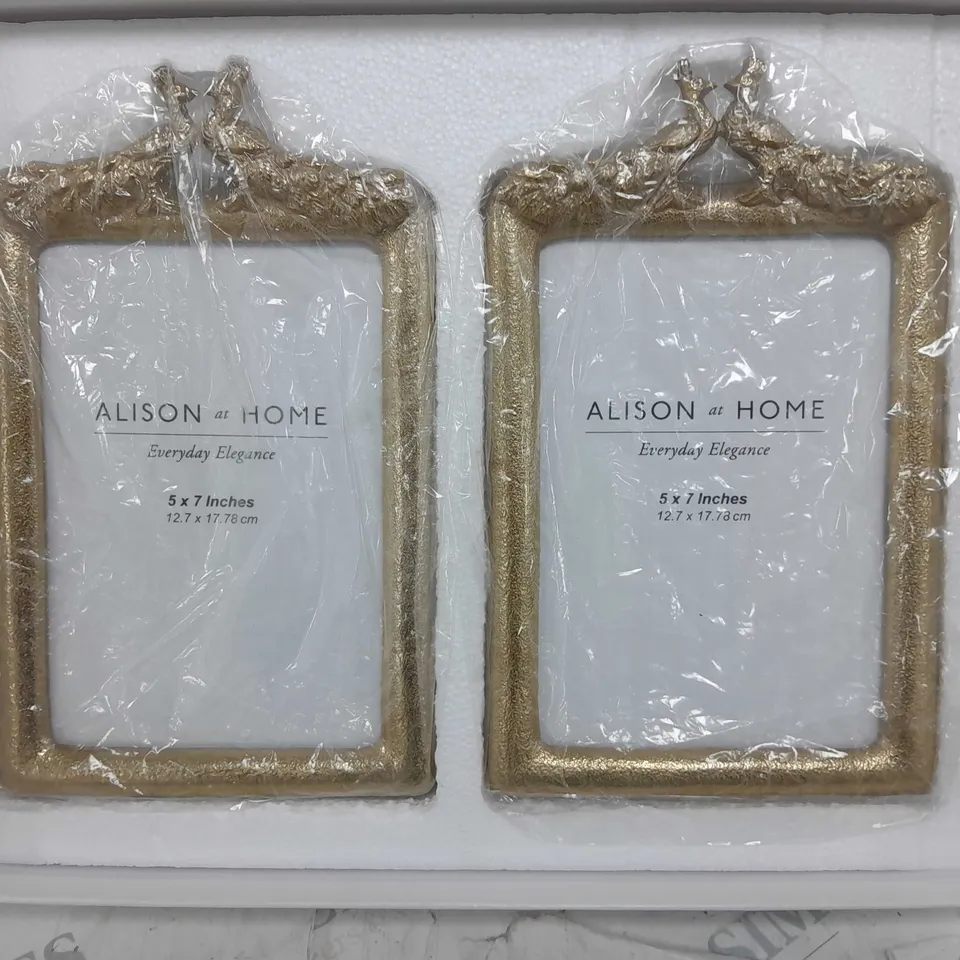 ALISON at HOME
Everyday Elegance
5 x 7 Inches
12.7 x 17.78 cm
ALISON at HOME
Everyday Elegance
5 x 7 Inches
12.7 x 17.78 cm